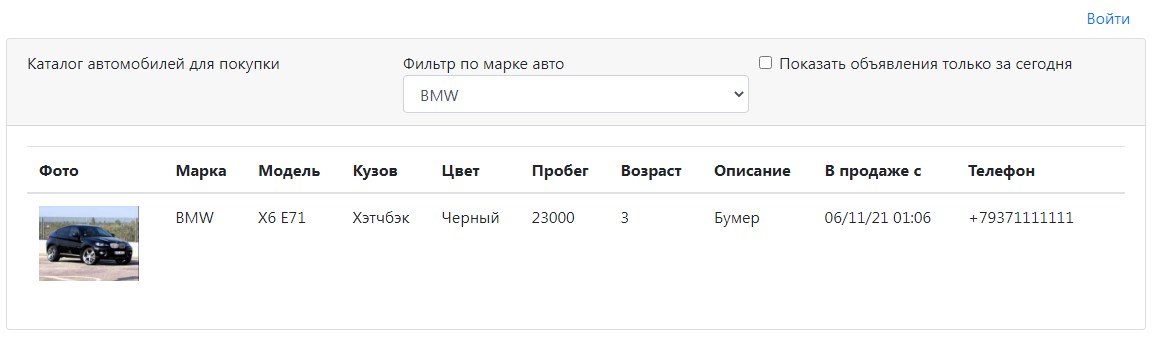 Войти
Каталог автомобилей для покупки
Фильтр по марке авто
Показать объявления только за сегодня
BMW
Фото Марка Модель Кузов Цвет Пробег Возраст Описание В продаже с Телефон
BMW X6 E71 Хэтчбэк Черный 23000 3 Бумер 06/11/21 01:06 +79371111111